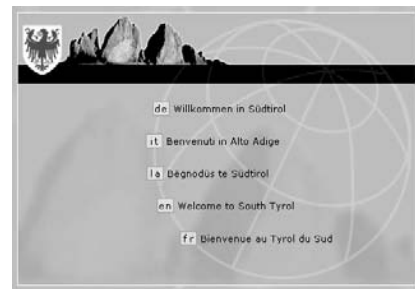 de Willkommen in Südtirol
it Benvenuti in Alto Adige
la Bëgnodüs te Südtirol
en Welcome to South Tyrol
fr Bienvenue au Tyrol du Sud